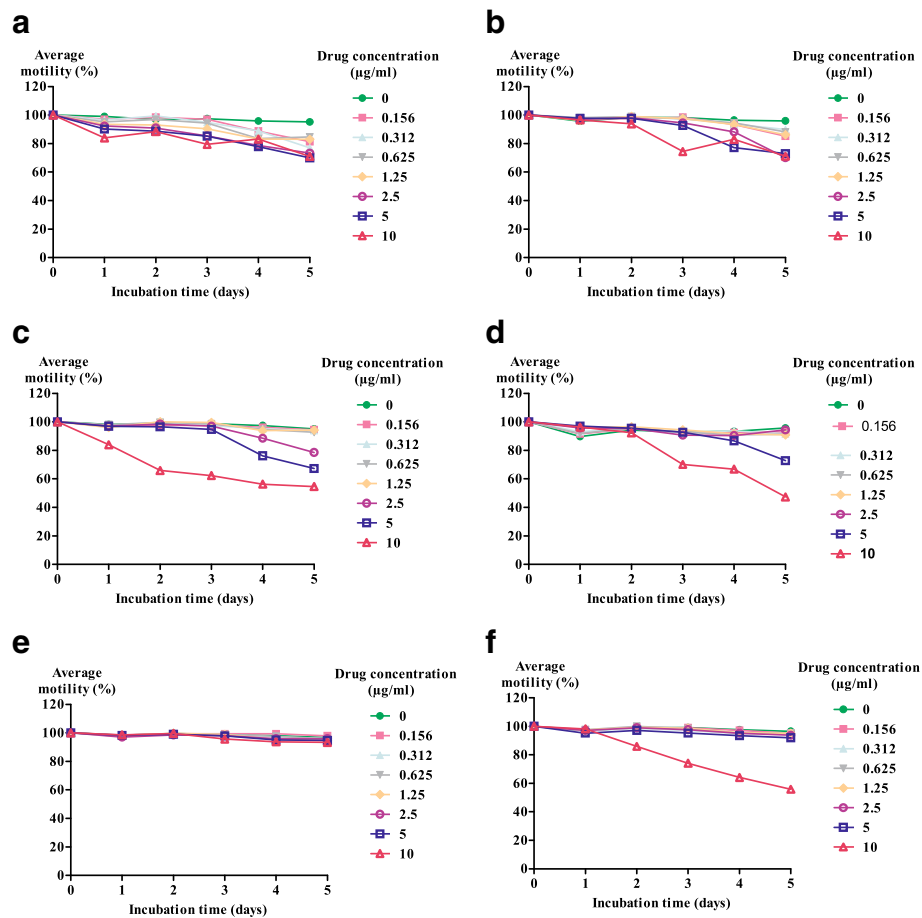 a
Average
motility (%)
Drug concentration
(µg/ml)
120
100
80
60
40
20
0
0 1 2 3 4 5
Incubation time (days)
0
0.156
0.312
0.625
1.25
2.5
5
10
b
Average
motility (%)
Drug concentration
(µg/ml)
120
100
80
60
40
20
0
0 1 2 3 4 5
Incubation time (days)
0
0.156
0.312
0.625
1.25
2.5
5
10
c
Average
motility (%)
Drug concentration
(µg/ml)
120
100
80
60
40
20
0
0 1 2 3 4 5
Incubation time (days)
0
0.156
0.312
0.625
1.25
2.5
5
10
d
Average
motility (%)
Drug concentration
(µg/ml)
120
100
80
60
40
20
0
0 1 2 3 4 5
Incubation time (days)
0
0.156
0.312
0.625
1.25
2.5
5
10
e
Average
motility (%)
Drug concentration
(µg/ml)
120
100
80
60
40
20
0
0 1 2 3 4 5
Incubation time (days)
0
0.156
0.312
0.625
1.25
2.5
5
10
f
Average
motility (%)
Drug concentration
(µg/ml)
120
100
80
60
40
20
0
0 1 2 3 4 5
Incubation time (days)
0
0.156
0.312
0.625
1.25
2.5
5
10